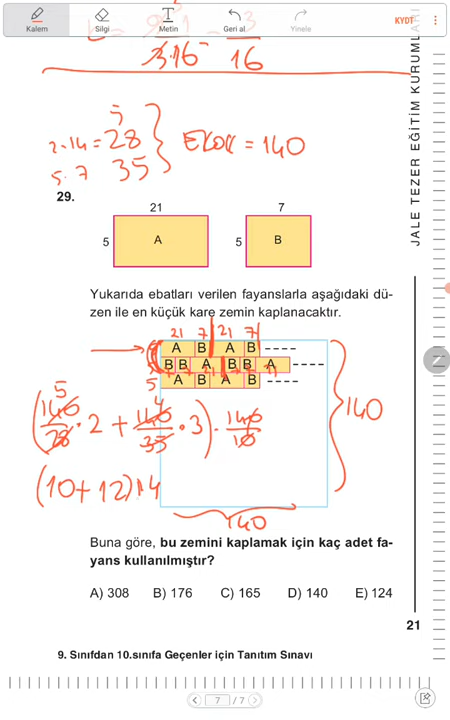 Kalem
Silgi
Metin
Geri al
Yinele
KYDT
3.16
16
JALE TEZER EĞİTİM KURUMLARI
5
2.14 = 28
5.7 35
EKOK = 140
29.
21
7
5
A
5
B
Yukarıda ebatları verilen fayanslarla aşağıdaki dü-
zen ile en küçük kare zemin kaplanacaktır.
21 7 21 7
A B A B ----
B B A B B A ----
5 A B A B ----
140
5 4
(140/28 . 2 + 140/35 . 3) . 140/10
(10+12)14
140
Buna göre, bu zemini kaplamak için kaç adet fa-
yans kullanılmıştır?
A) 308 B) 176 C) 165 D) 140 E) 124
21
9. Sınıfdan 10.sınıfa Geçenler için Tanıtım Sınavı
7 / 7